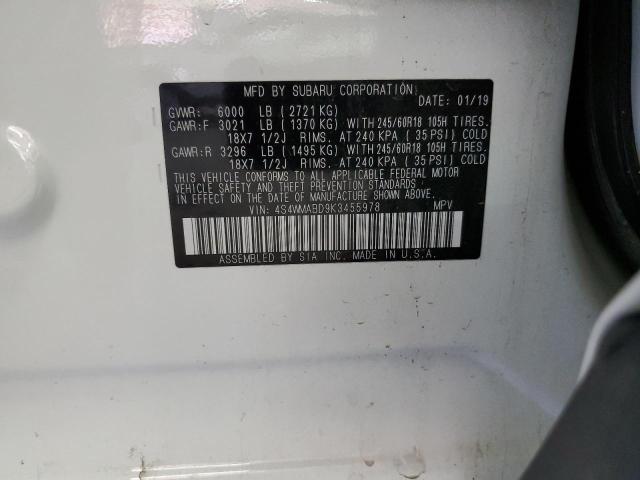 MFD BY SUBARU CORPORATION
DATE: 01/19
GVWR: 6000 LB (2721 KG)
GAWR:F 3021 LB (1370 KG) WITH 245/60R18 105H TIRES.
18X7 1/2J RIMS. AT 240 KPA (35 PSI) COLD
GAWR:R 3296 LB (1495 KG) WITH 245/60R18 105H TIRES.
18X7 1/2J RIMS. AT 240 KPA (35 PSI) COLD
THIS VEHICLE CONFORMS TO ALL APPLICABLE FEDERAL MOTOR
VEHICLE SAFETY AND THEFT PREVENTION STANDARDS IN
EFFECT ON THE DATE OF MANUFACTURE SHOWN ABOVE.
VIN: 4S4WMABD9K3455978 MPV
ASSEMBLED BY SIA INC. MADE IN U.S.A.